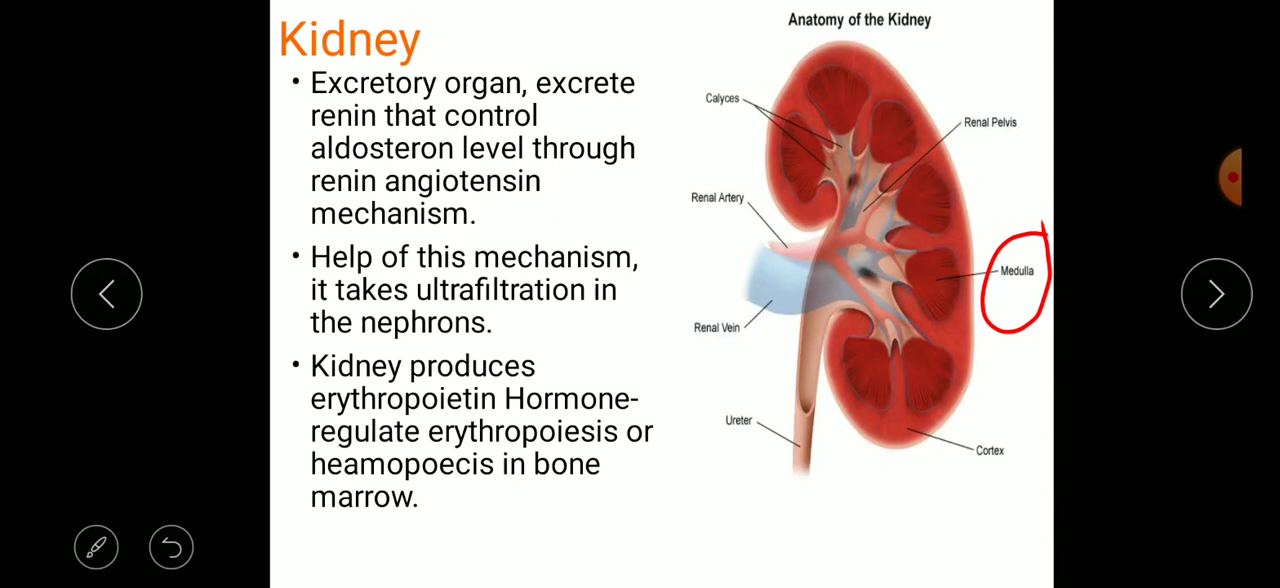 Kidney
• Excretory organ, excrete
renin that control
aldosteron level through
renin angiotensin
mechanism.
• Help of this mechanism,
it takes ultrafiltration in
the nephrons.
• Kidney produces
erythropoietin Hormone-
regulate erythropoiesis or
heamopoecis in bone
marrow.
Anatomy of the Kidney
Calyces
Renal Pelvis
Renal Artery
Medulla
Renal Vein
Ureter
Cortex